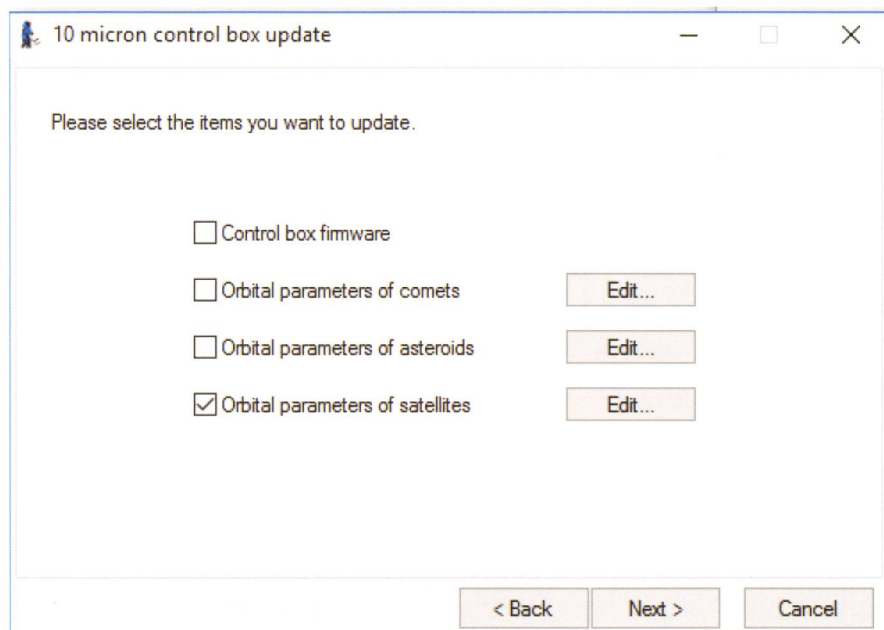 10 micron control box update
Please select the items you want to update.
Control box firmware
Orbital parameters of comets Edit...
Orbital parameters of asteroids Edit...
Orbital parameters of satellites Edit...
< Back Next > Cancel